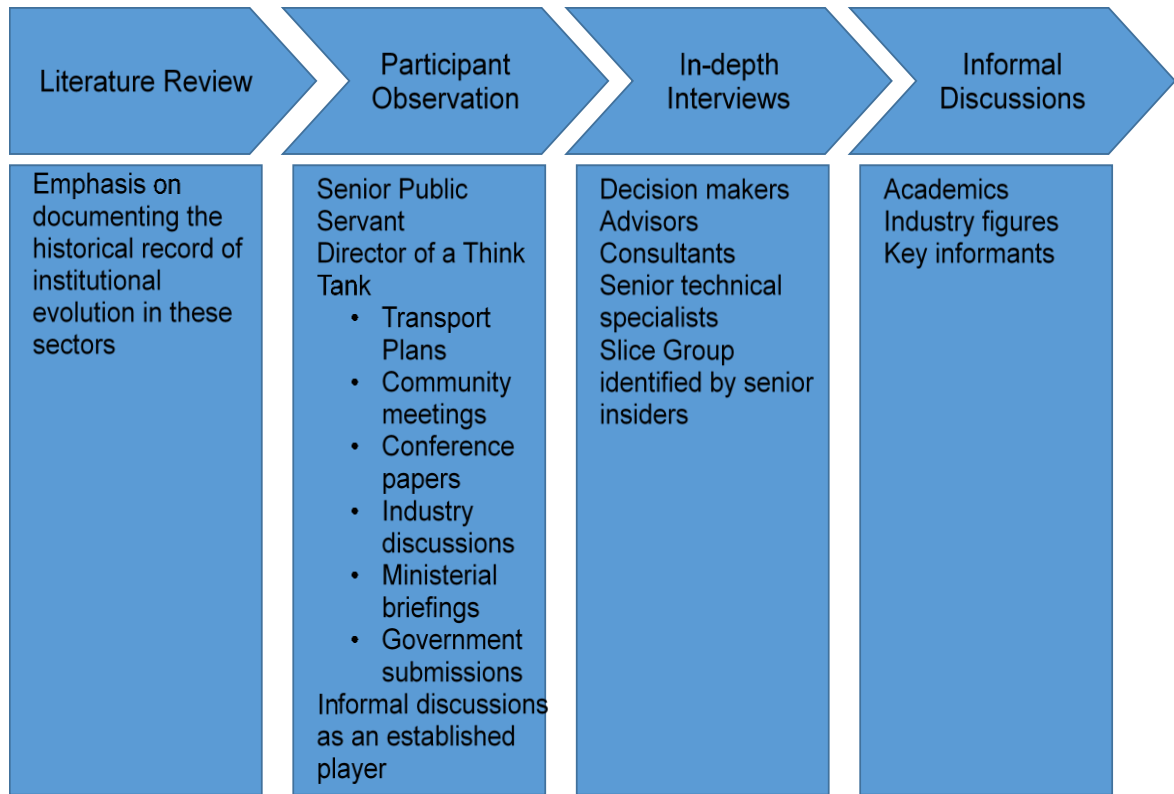 Literature Review
Participant
Observation
In-depth
Interviews
Informal
Discussions
Emphasis on
documenting the
historical record of
institutional
evolution in these
sectors
Senior Public
Servant
Director of a Think
Tank
• Transport
Plans
• Community
meetings
• Conference
papers
• Industry
discussions
• Ministerial
briefings
• Government
submissions
Informal discussions
as an established
player
Decision makers
Advisors
Consultants
Senior technical
specialists
Slice Group
identified by senior
insiders
Academics
Industry figures
Key informants